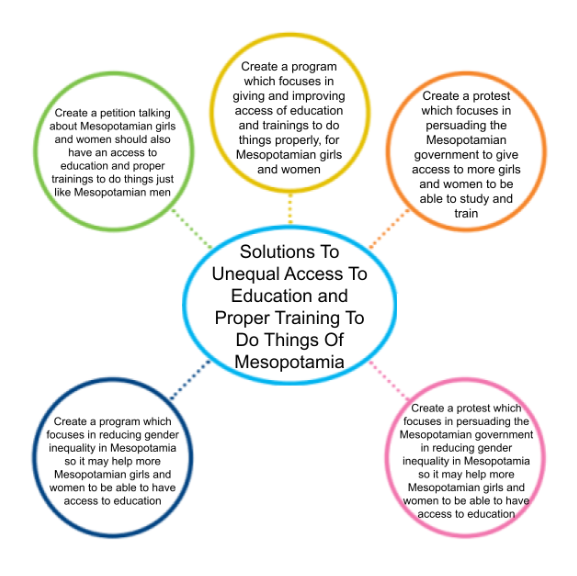 Create a program
which focuses in
giving and improving
access of education
and trainings to do
things properly, for
Mesopotamian girls
and women
Create a petition talking
about Mesopotamian girls
and women should also
have an access to
education and proper
trainings to do things just
like Mesopotamian men
Create a protest
which focuses in
persuading the
Mesopotamian
government to give
access to more girls
and women to be
able to study and
train
Solutions To
Unequal Access To
Education and
Proper Training To
Do Things Of
Mesopotamia
Create a program which
focuses in reducing gender
inequality in Mesopotamia
so it may help more
Mesopotamian girls and
women to be able to have
access to education
Create a protest which
focuses in persuading the
Mesopotamian government
in reducing gender
inequality in Mesopotamia
so it may help more
Mesopotamian girls and
women to be able to have
access to education